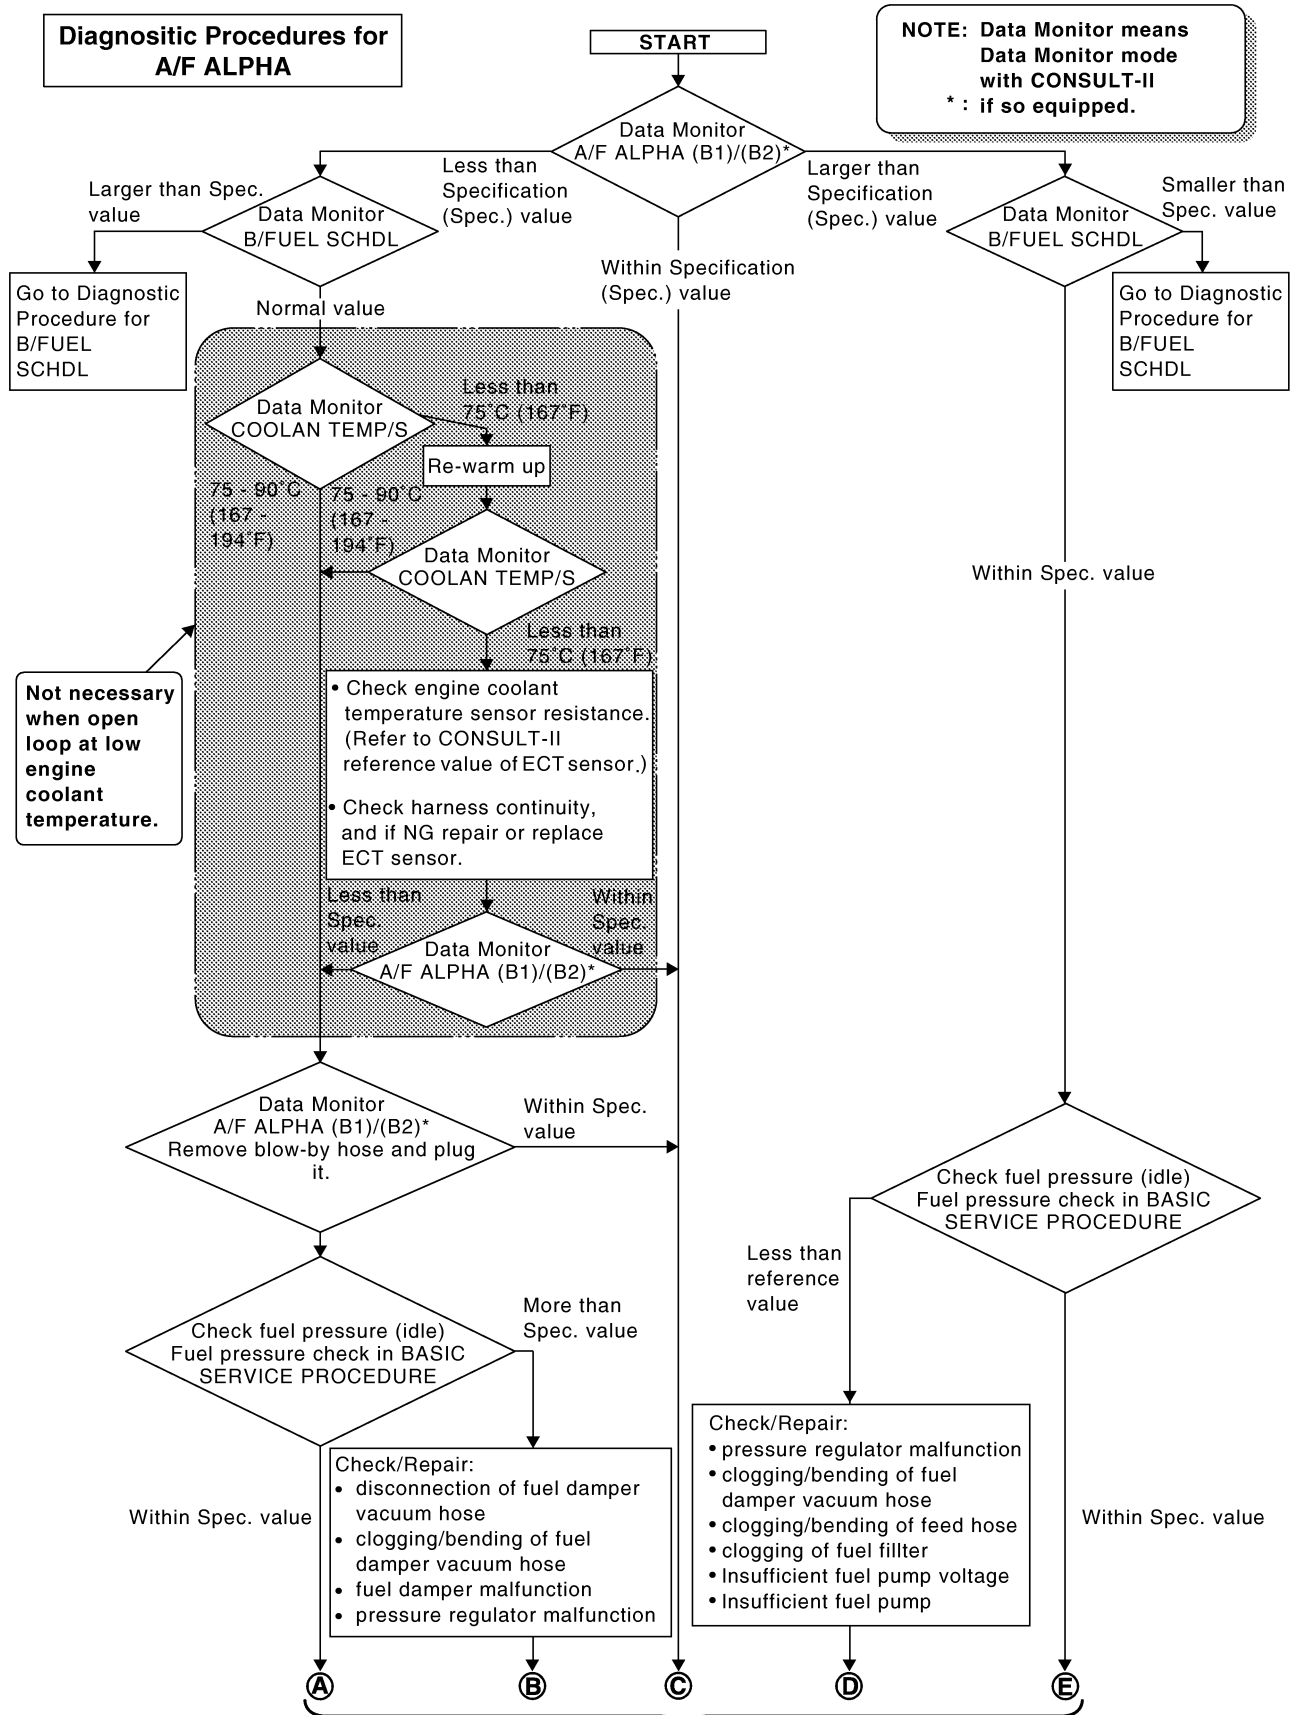 Diagnositic Procedures for
A/F ALPHA
START
NOTE: Data Monitor means
Data Monitor mode
with CONSULT-II
* : if so equipped.
Data Monitor
A/F ALPHA (B1)/(B2)*
Less than
Specification
(Spec.) value
Larger than
Specification
(Spec.) value
Within Specification
(Spec.) value
Larger than Spec.
value
Data Monitor
B/FUEL SCHDL
Smaller than
Spec. value
Data Monitor
B/FUEL SCHDL
Go to Diagnostic
Procedure for
B/FUEL
SCHDL
Normal value
Go to Diagnostic
Procedure for
B/FUEL
SCHDL
Data Monitor
COOLAN TEMP/S
Less than
75˚C (167˚F)
Re-warm up
75 - 90˚C
(167 -
194˚F)
75 - 90˚C
(167 -
194˚F)
Data Monitor
COOLAN TEMP/S
Within Spec. value
Less than
75˚C (167˚F)
Not necessary
when open
loop at low
engine
coolant
temperature.
• Check engine coolant
temperature sensor resistance.
(Refer to CONSULT-II
reference value of ECT sensor.)
• Check harness continuity,
and if NG repair or replace
ECT sensor.
Less than
Spec.
value
Within
Spec.
value
Data Monitor
A/F ALPHA (B1)/(B2)*
Data Monitor
A/F ALPHA (B1)/(B2)*
Remove blow-by hose and plug
it.
Within Spec.
value
Check fuel pressure (idle)
Fuel pressure check in BASIC
SERVICE PROCEDURE
Less than
reference
value
Check fuel pressure (idle)
Fuel pressure check in BASIC
SERVICE PROCEDURE
More than
Spec. value
Within Spec. value
Check/Repair:
• disconnection of fuel damper
vacuum hose
• clogging/bending of fuel
damper vacuum hose
• fuel damper malfunction
• pressure regulator malfunction
Check/Repair:
• pressure regulator malfunction
• clogging/bending of fuel
damper vacuum hose
• clogging/bending of feed hose
• clogging of fuel fillter
• Insufficient fuel pump voltage
• Insufficient fuel pump
Within Spec. value
A
B
C
D
E